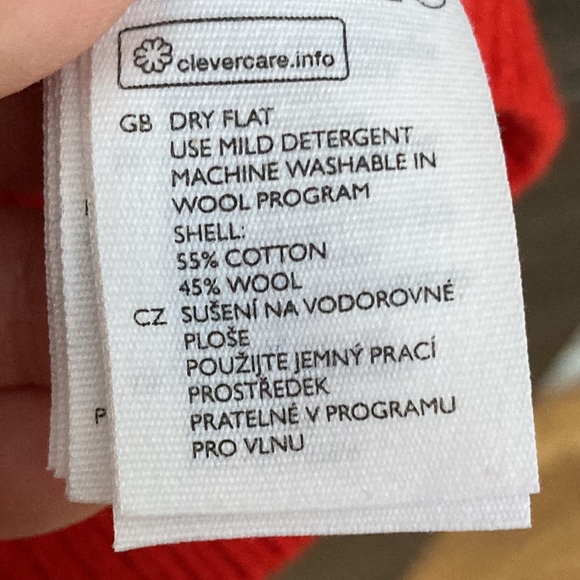 clevercare.info
GB DRY FLAT
USE MILD DETERGENT
MACHINE WASHABLE IN
WOOL PROGRAM
SHELL:
55% COTTON
45% WOOL
CZ SUŠENÍ NA VODOROVNÉ
PLOŠE
POUŽIJTE JEMNÝ PRACÍ
PROSTŘEDEK
PRATELNÉ V PROGRAMU
PRO VLNU
P